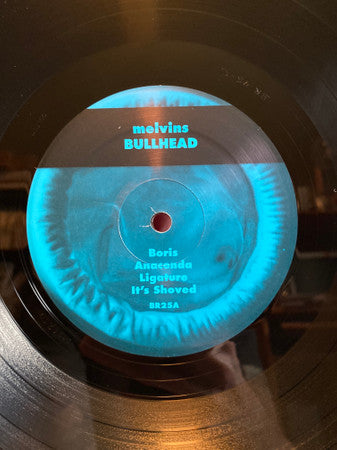 melvins
BULLHEAD
Boris
Anaconda
Ligature
It's Shoved
BR25A